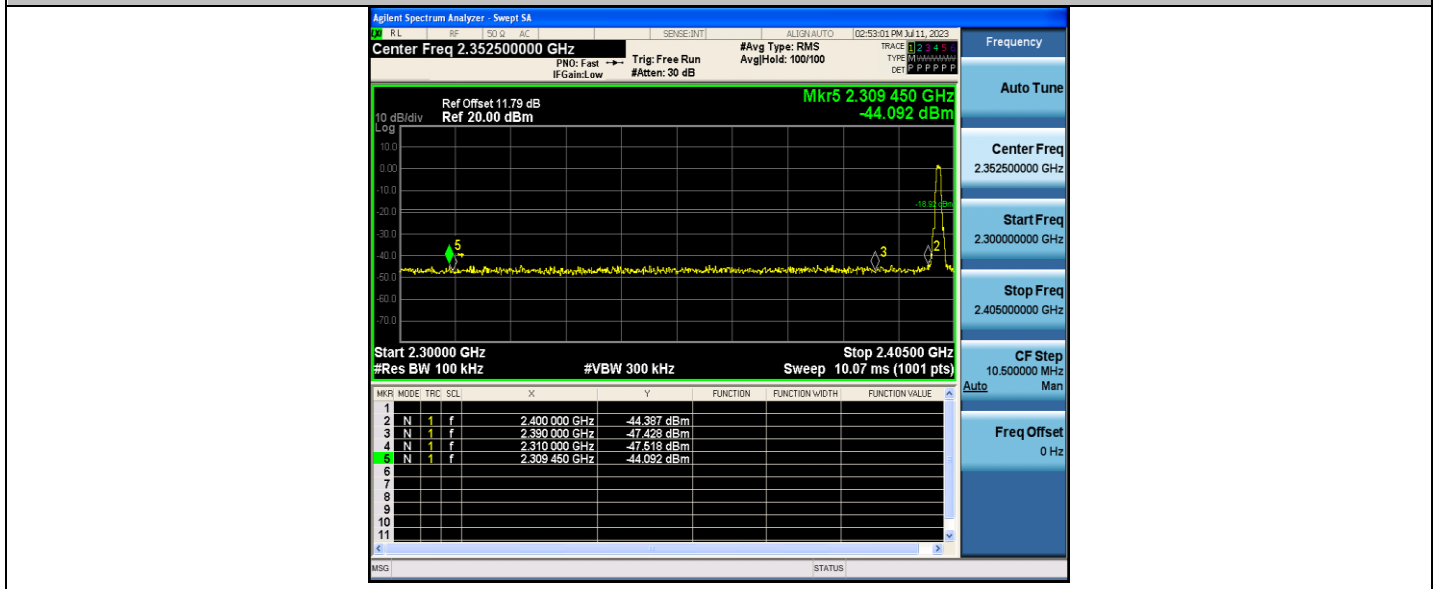 Agilent Spectrum Analyzer - Swept SA
RL RF 50 Ω AC SENSE:INT ALIGN AUTO 02:53:01 PM Jul 11, 2023
Center Freq 2.352500000 GHz
PNO: Fast
IFGain:Low
Trig: Free Run
#Atten: 30 dB
#Avg Type: RMS
Avg|Hold: 100/100
TRACE 1 2 3 4 5 6
TYPE M
DET P P P P P P
Frequency
Mkr5 2.309 450 GHz
-44.092 dBm
Ref Offset 11.79 dB
10 dB/div Ref 20.00 dBm
Log
10.0
0.00
-10.0
-20.0
-30.0
-40.0
-50.0
-60.0
-70.0
-18.92 dBm
5
3
2
Start 2.30000 GHz Stop 2.40500 GHz
#Res BW 100 kHz #VBW 300 kHz Sweep 10.07 ms (1001 pts)
MKR MODE TRC SCL X Y FUNCTION FUNCTION WIDTH FUNCTION VALUE
1
2 N 1 f 2.400 000 GHz -44.387 dBm
3 N 1 f 2.390 000 GHz -47.428 dBm
4 N 1 f 2.310 000 GHz -47.518 dBm
5 N 1 f 2.309 450 GHz -44.092 dBm
6
7
8
9
10
11
MSG STATUS
Auto Tune
Center Freq
2.352500000 GHz
Start Freq
2.300000000 GHz
Stop Freq
2.405000000 GHz
CF Step
10.500000 MHz
Auto Man
Freq Offset
0 Hz